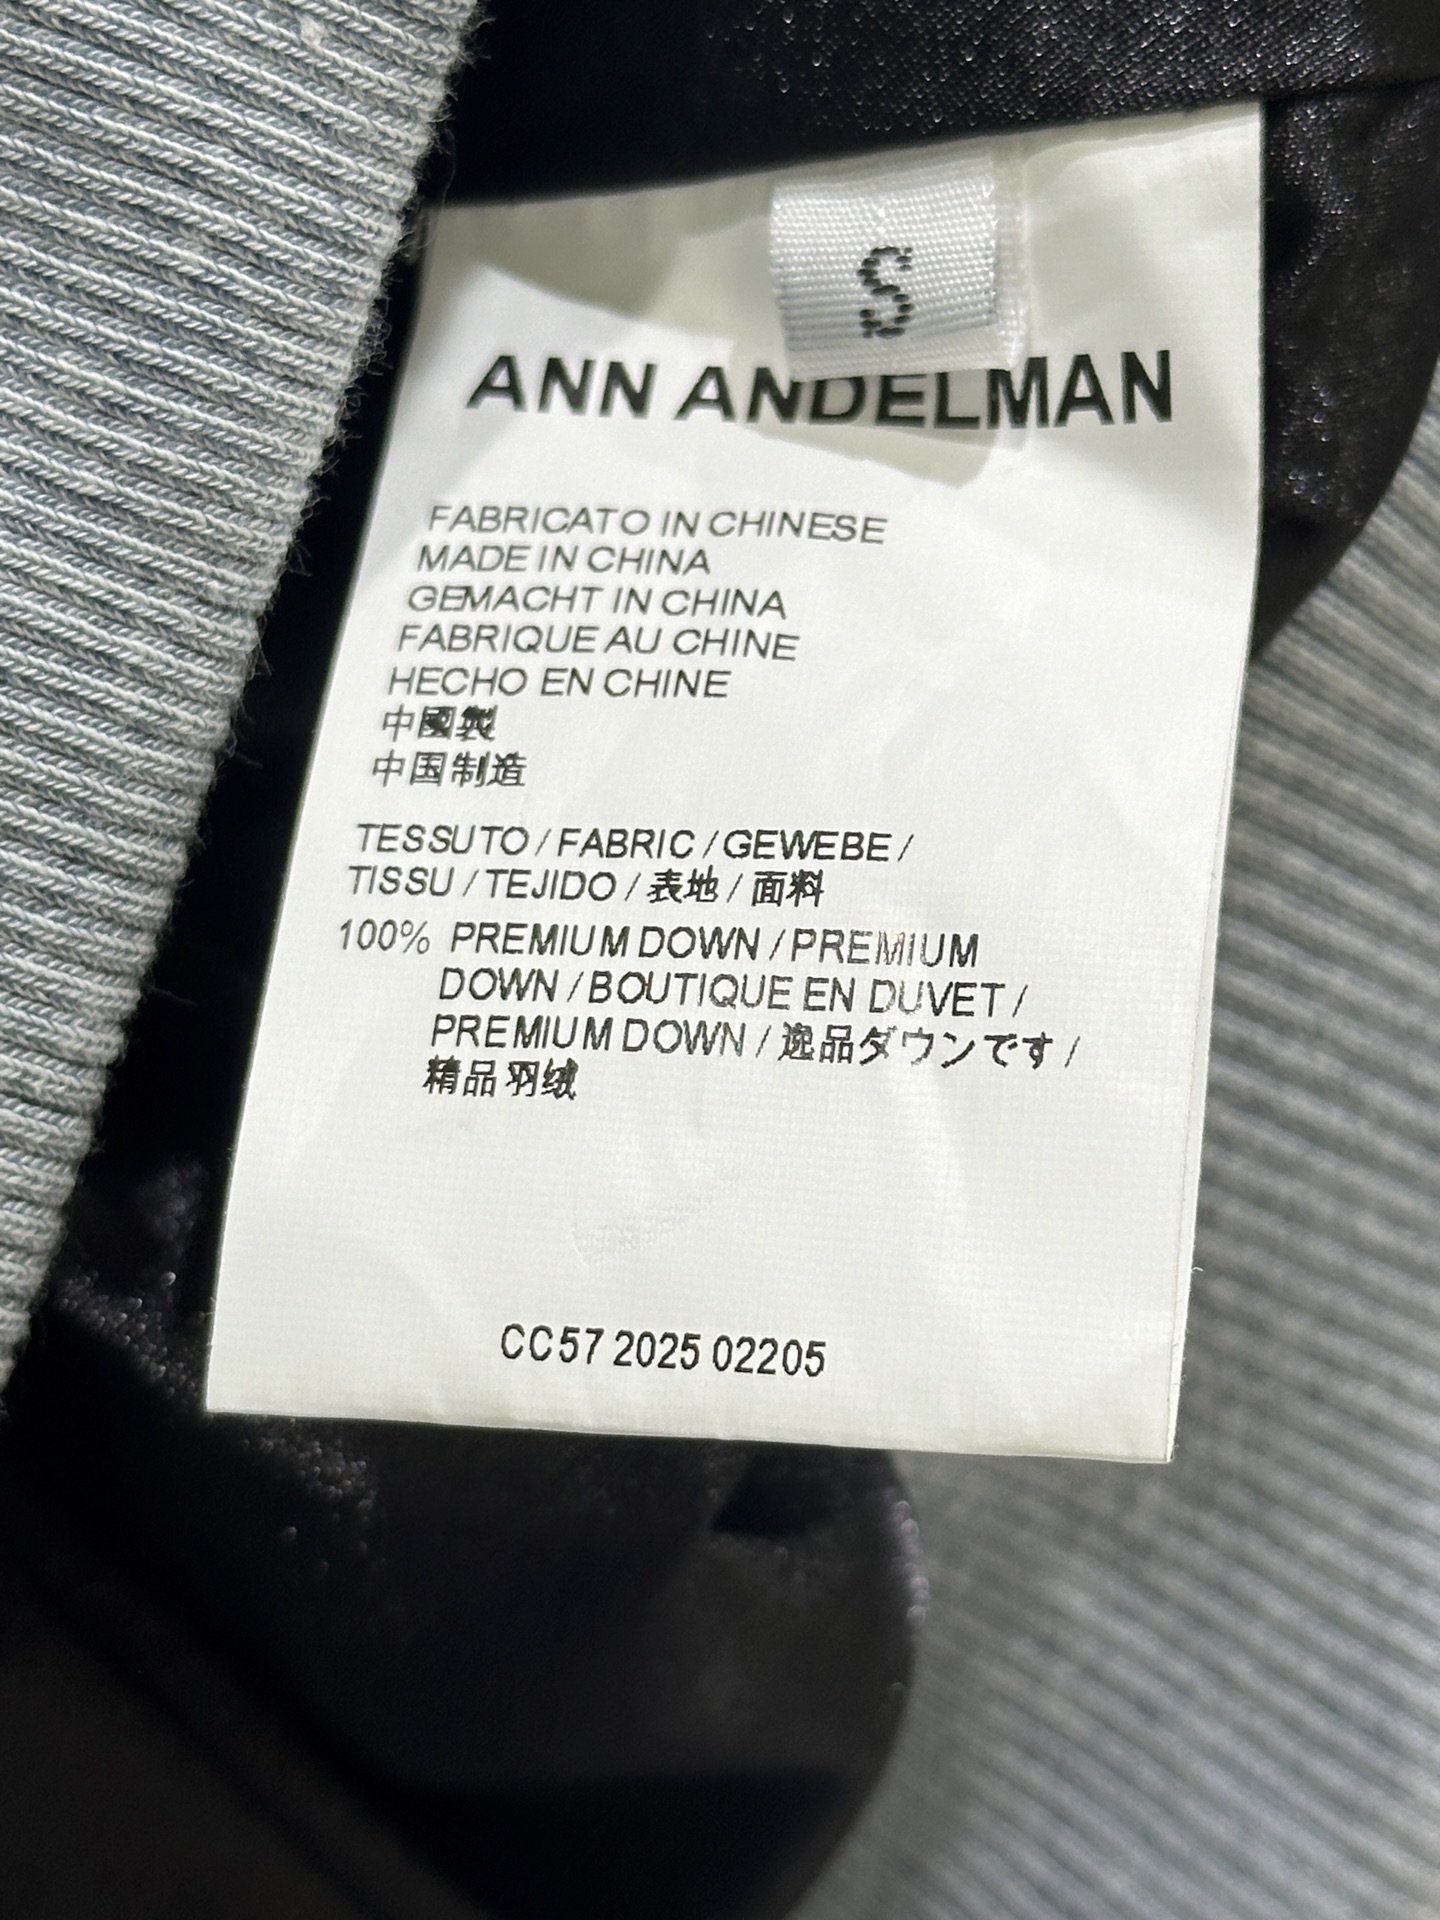 S
ANN ANDELMAN
FABRICATO IN CHINESE
MADE IN CHINA
GEMACHT IN CHINA
FABRIQUE AU CHINE
HECHO EN CHINE
中國製
中国制造
TESSUTO / FABRIC / GEWEBE /
TISSU / TEJIDO / 表地 / 面料
100% PREMIUM DOWN / PREMIUM
DOWN / BOUTIQUE EN DUVET /
PREMIUM DOWN / 逸品ダウンです /
精品羽绒
CC57 2025 02205